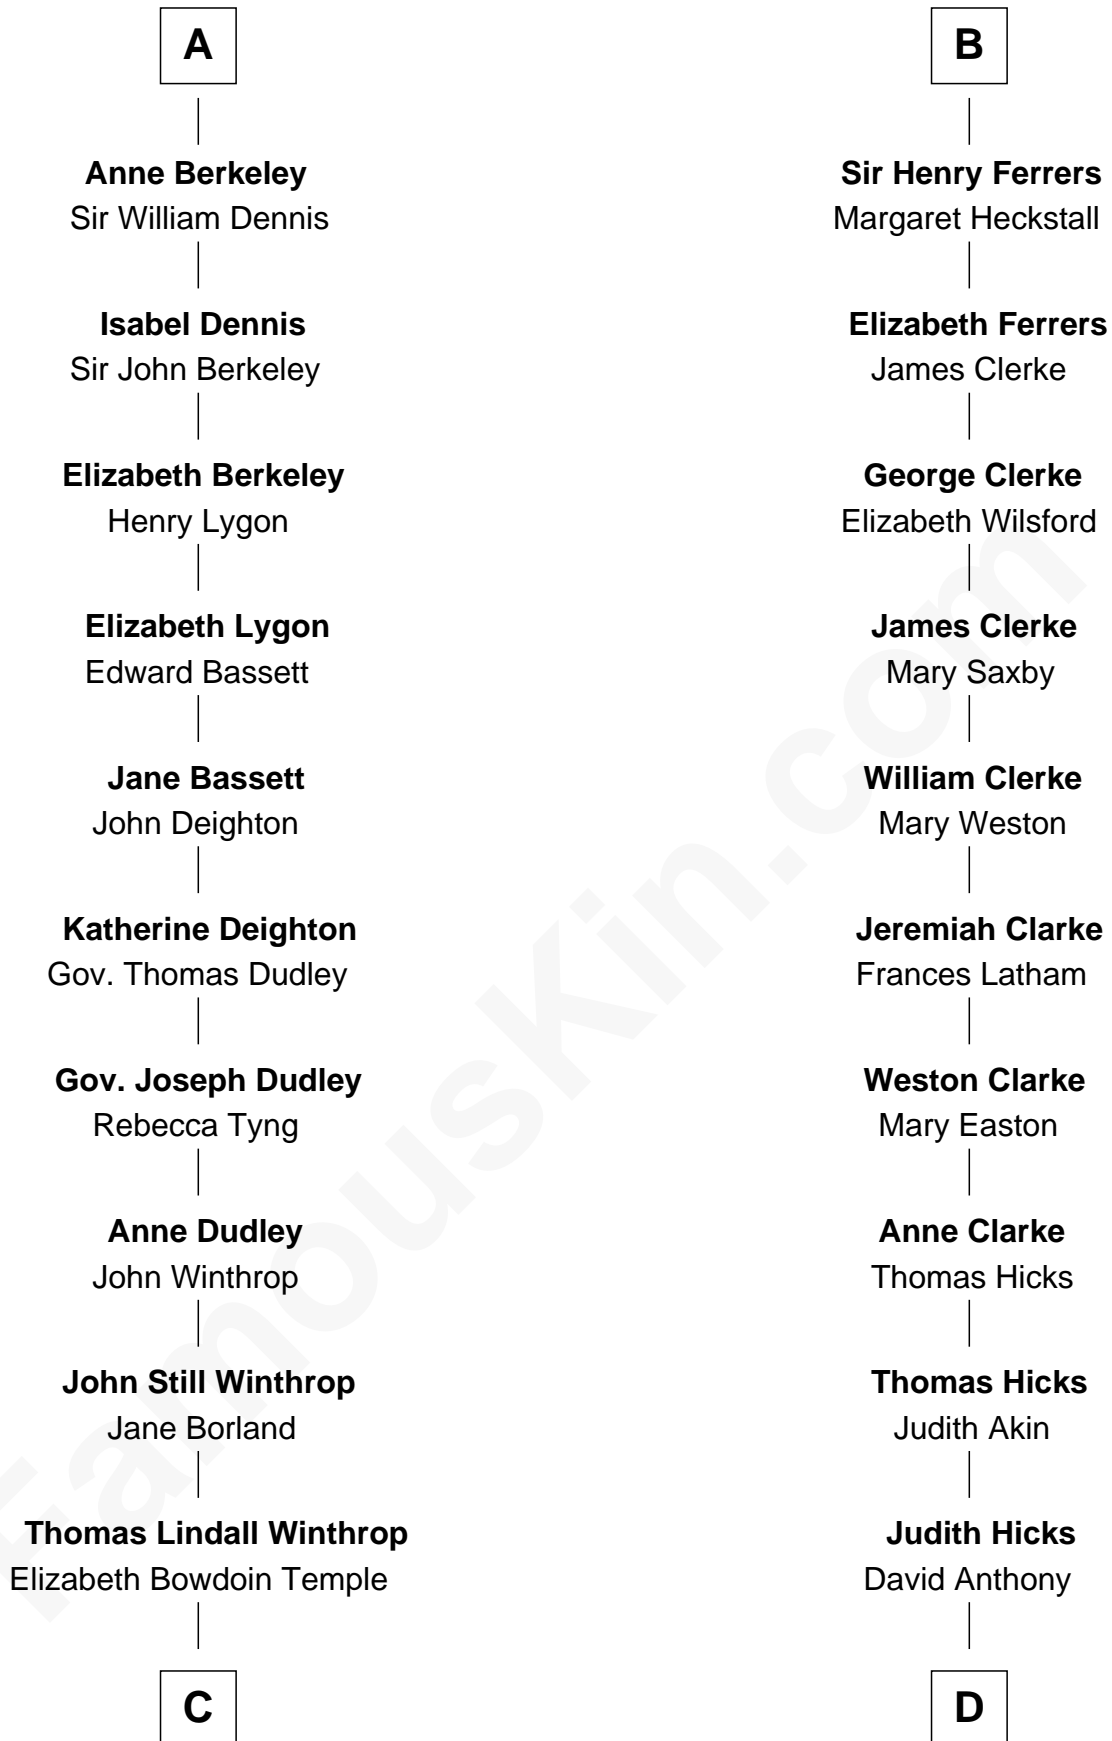 A
Anne Berkeley
Sir William Dennis
Isabel Dennis
Sir John Berkeley
Elizabeth Berkeley
Henry Lygon
Elizabeth Lygon
Edward Bassett
Jane Bassett
John Deighton
Katherine Deighton
Gov. Thomas Dudley
Gov. Joseph Dudley
Rebecca Tyng
Anne Dudley
John Winthrop
John Still Winthrop
Jane Borland
Thomas Lindall Winthrop
Elizabeth Bowdoin Temple
C
B
Sir Henry Ferrers
Margaret Heckstall
Elizabeth Ferrers
James Clerke
George Clerke
Elizabeth Wilsford
James Clerke
Mary Saxby
William Clerke
Mary Weston
Jeremiah Clarke
Frances Latham
Weston Clarke
Mary Easton
Anne Clarke
Thomas Hicks
Thomas Hicks
Judith Akin
Judith Hicks
David Anthony
D
FamousKin.com